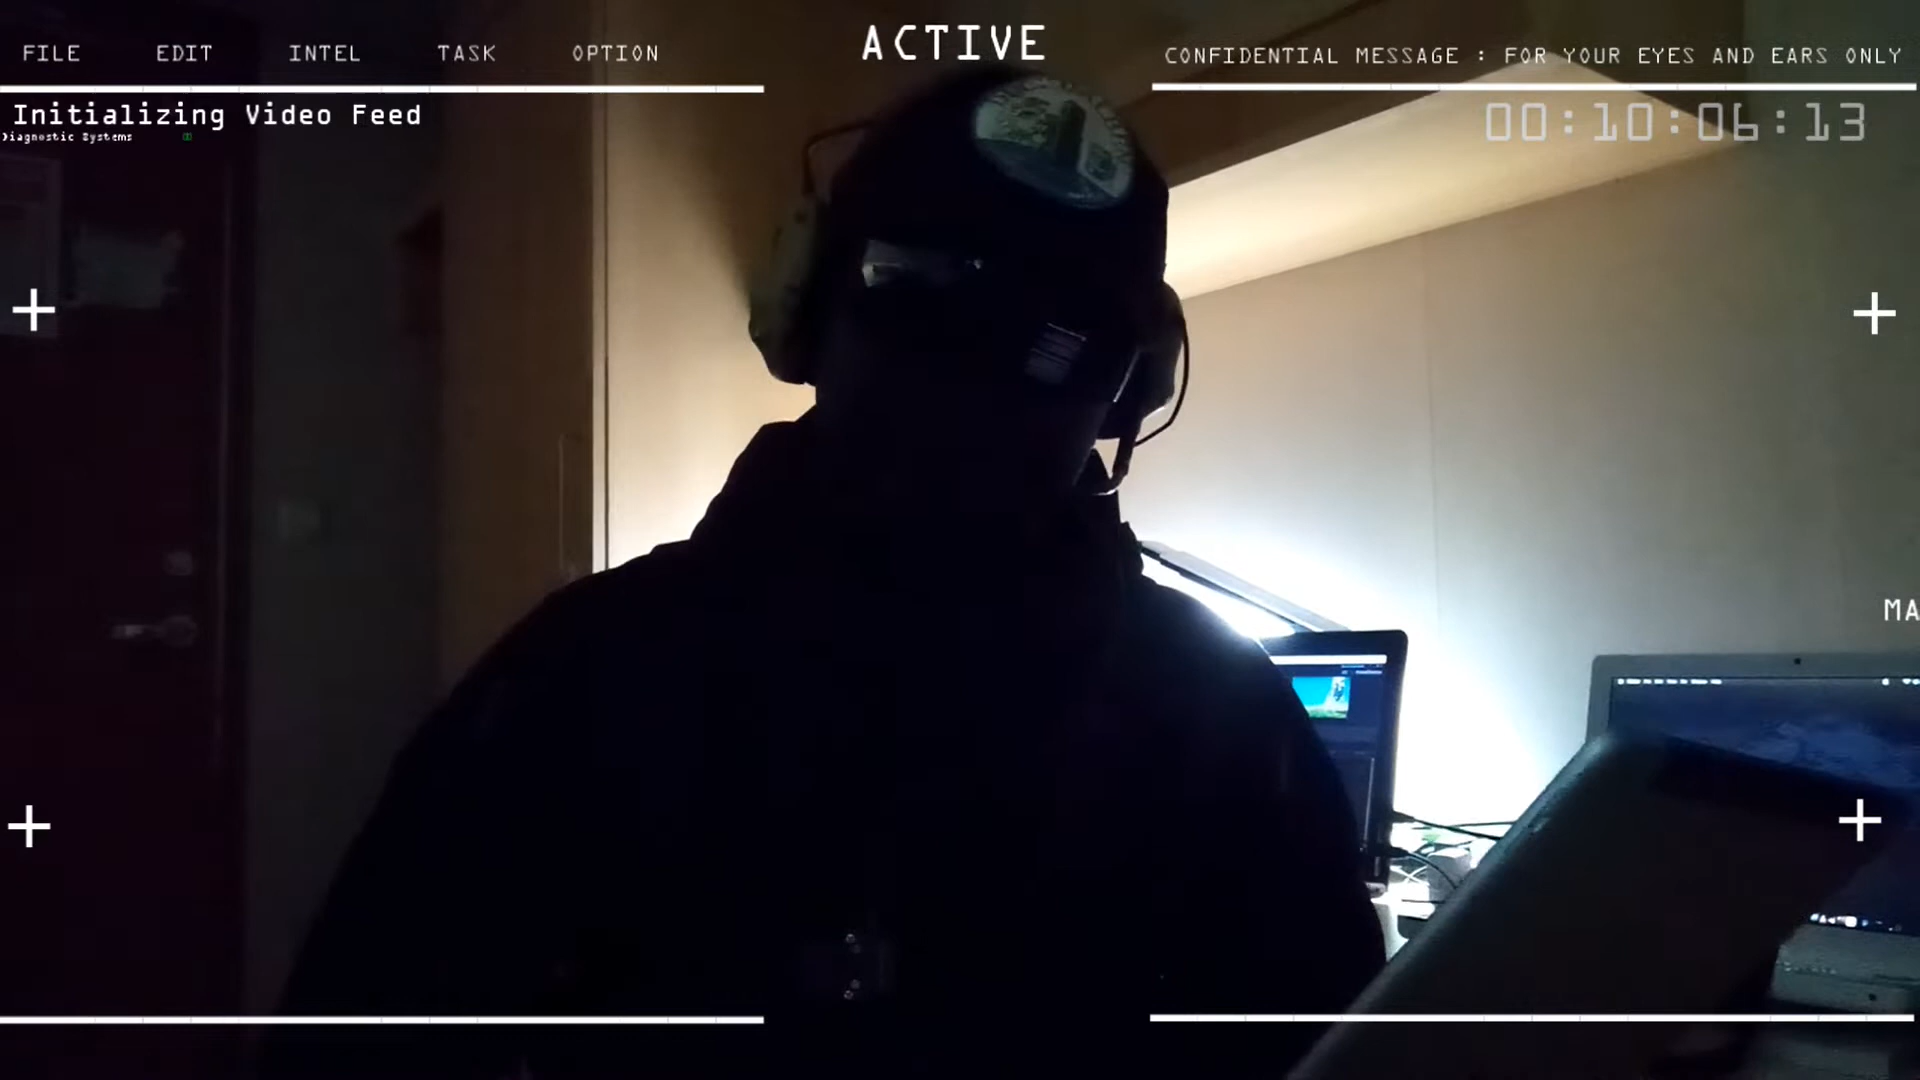 FILE EDIT INTEL TASK OPTION
ACTIVE
CONFIDENTIAL MESSAGE : FOR YOUR EYES AND EARS ONLY
Initializing Video Feed
Diagnostic Systems
00:10:06:13
MA